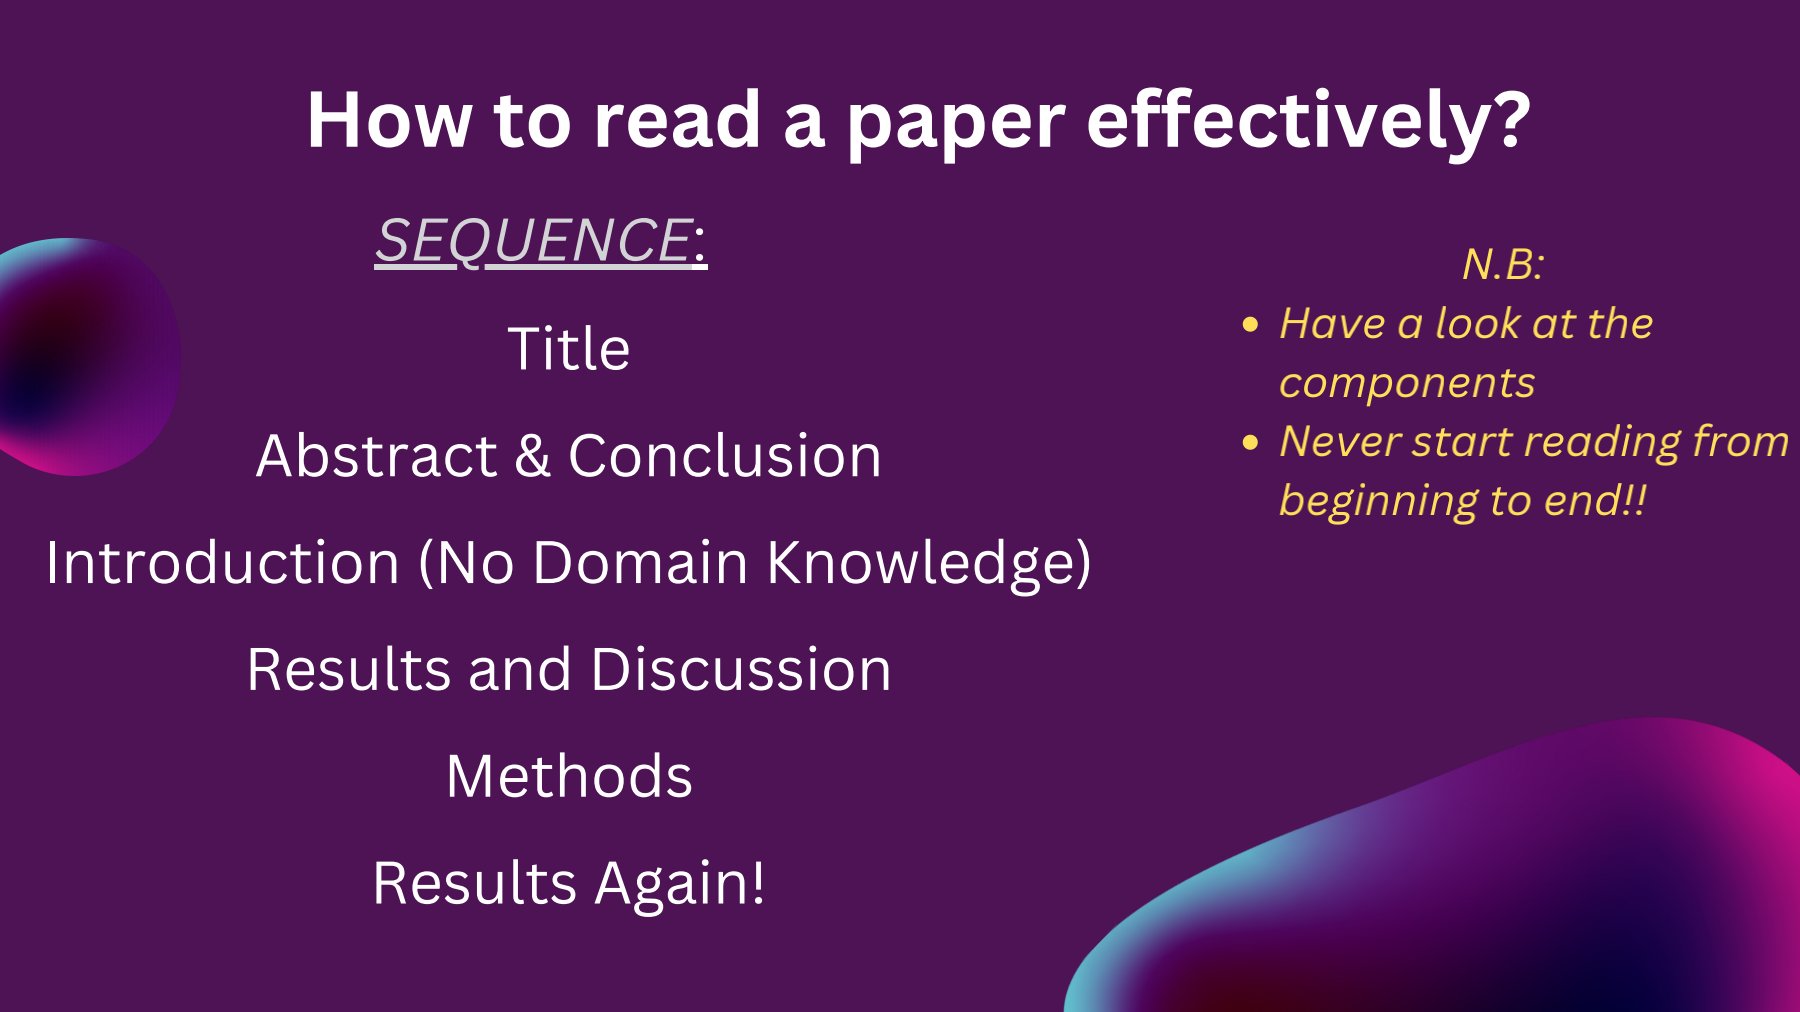 How to read a paper effectively?
SEQUENCE:
Title
Abstract & Conclusion
Introduction (No Domain Knowledge)
Results and Discussion
Methods
Results Again!
N.B:
• Have a look at the
components
• Never start reading from
beginning to end!!